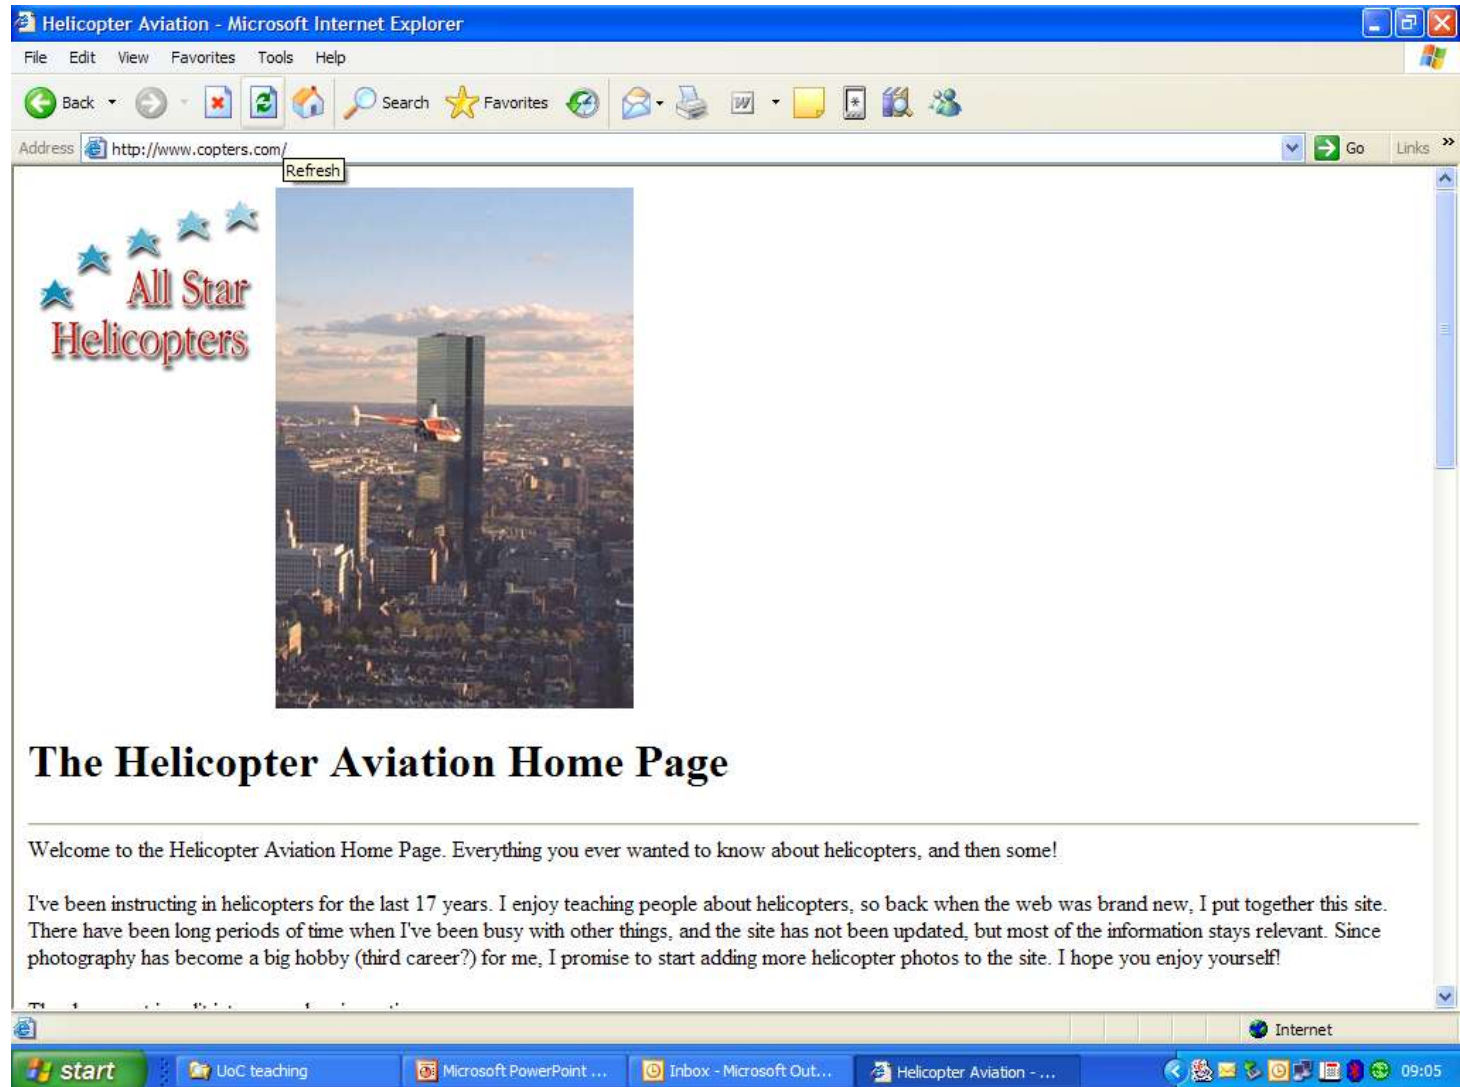 Helicopter Aviation - Microsoft Internet Explorer
File Edit View Favorites Tools Help
Back Search Favorites
Address http://www.copters.com/ Go Links »
Refresh
All Star
Helicopters
The Helicopter Aviation Home Page
Welcome to the Helicopter Aviation Home Page. Everything you ever wanted to know about helicopters, and then some!
I've been instructing in helicopters for the last 17 years. I enjoy teaching people about helicopters, so back when the web was brand new, I put together this site.
There have been long periods of time when I've been busy with other things, and the site has not been updated, but most of the information stays relevant. Since
photography has become a big hobby (third career?) for me, I promise to start adding more helicopter photos to the site. I hope you enjoy yourself!
Internet
start UoC teaching Microsoft PowerPoint ... Inbox - Microsoft Out... Helicopter Aviation - ... 09:05